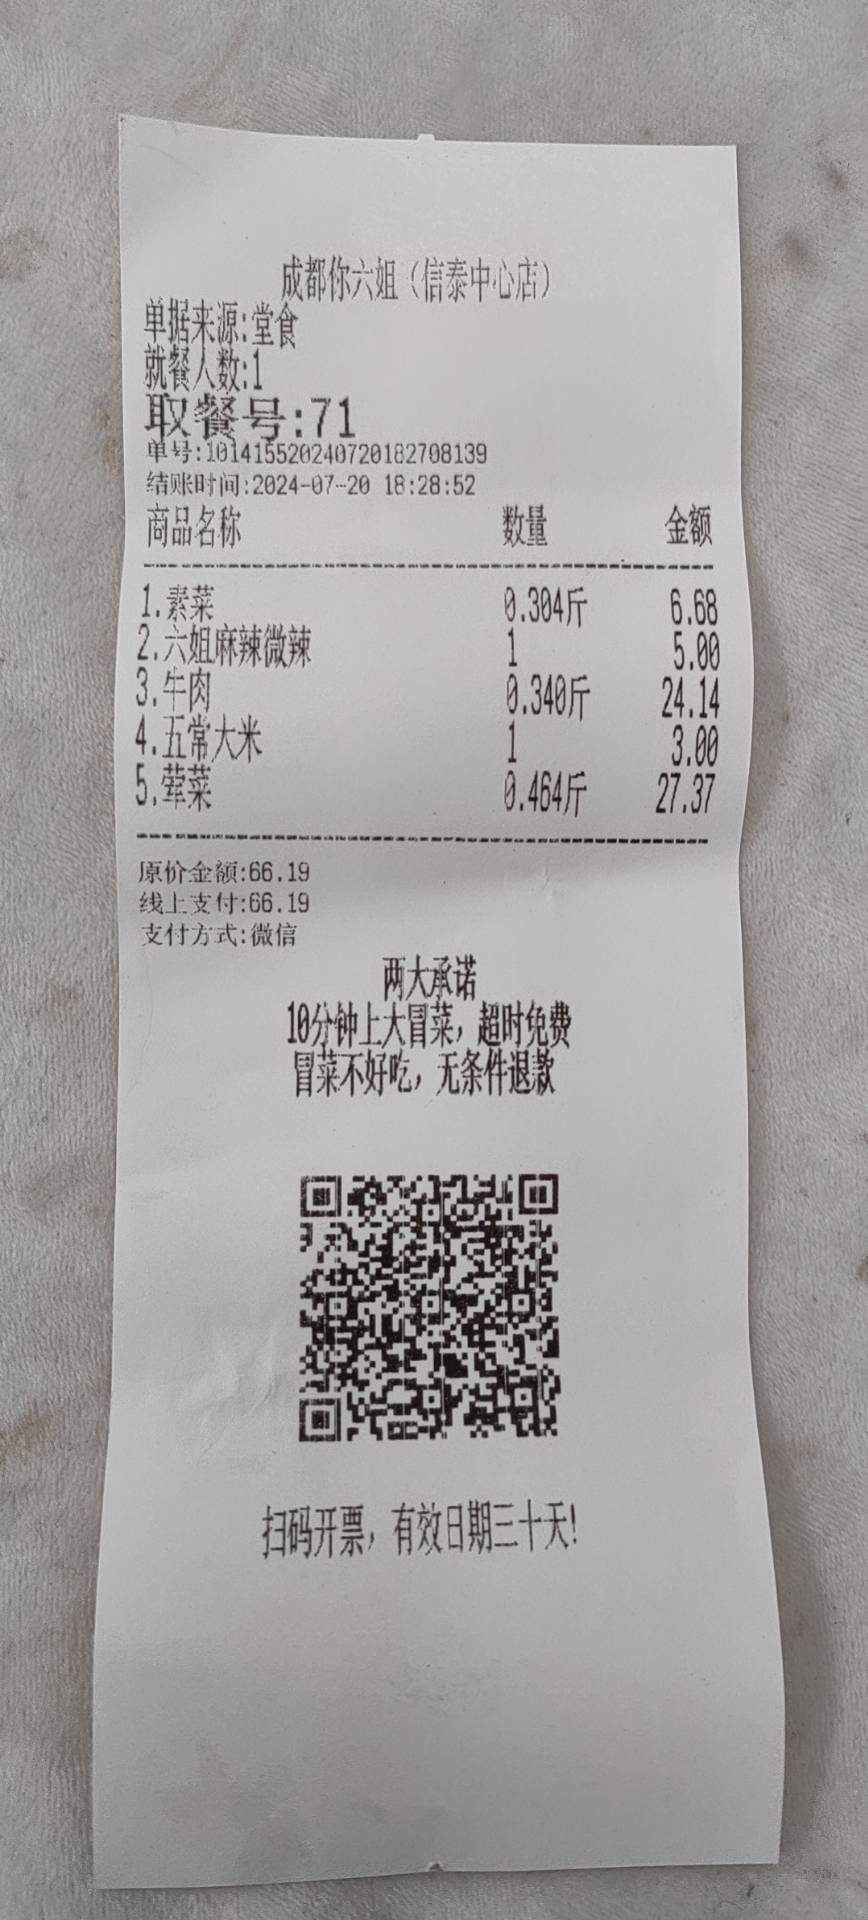 成都你六姐（信泰中心店）
单据来源:堂食
就餐人数:1
取餐号:71
单号:101415520240720182708139
结账时间:2024-07-20 18:28:52
商品名称 数量 金额
1.素菜 0.304斤 6.68
2.六姐麻辣微辣 1 5.00
3.牛肉 0.340斤 24.14
4.五常大米 1 3.00
5.荤菜 0.464斤 27.37
原价金额:66.19
线上支付:66.19
支付方式:微信
两大承诺
10分钟上大冒菜，超时免费
冒菜不好吃，无条件退款
扫码开票，有效日期三十天!